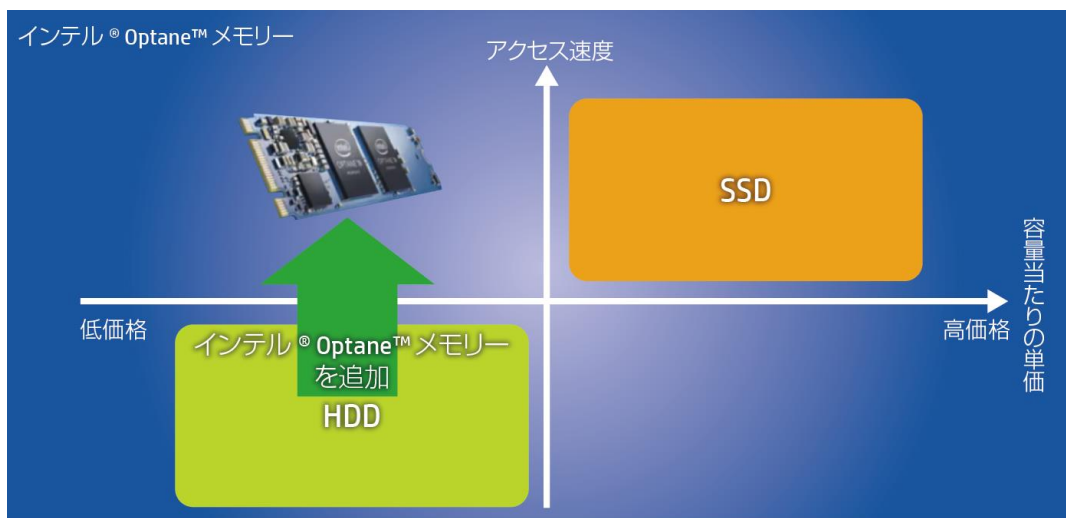 インテル® Optane™ メモリー
アクセス速度
SSD
容量当たりの単価
低価格
高価格
インテル® Optane™ メモリー
を追加
HDD